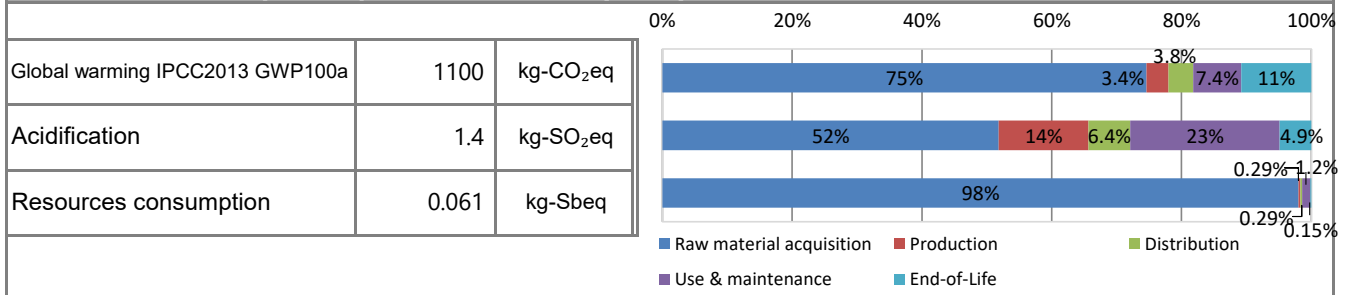 0% 20% 40% 60% 80% 100%
Global warming IPCC2013 GWP100a 1100 kg-CO₂eq
3.8%
75% 3.4% 7.4% 11%
Acidification 1.4 kg-SO₂eq
52% 14% 6.4% 23% 4.9%
Resources consumption 0.061 kg-Sbeq
0.29% 1.2%
98%
0.29% 0.15%
Raw material acquisition Production Distribution
Use & maintenance End-of-Life